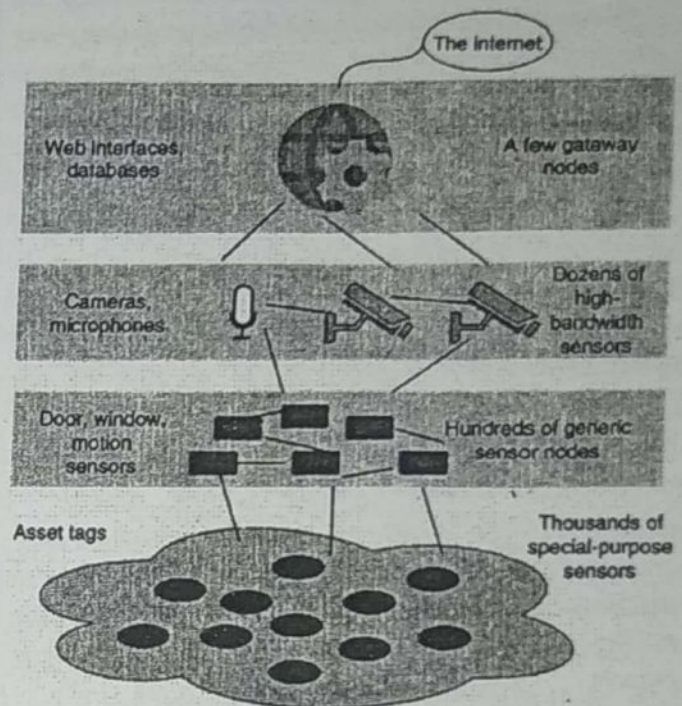 The Internet
Web interfaces,
databases
A few gateway
nodes
Cameras,
microphones
Dozens of
high-
bandwidth
sensors
Door, window,
motion
sensors
Hundreds of generic
sensor nodes
Asset tags
Thousands of
special-purpose
sensors